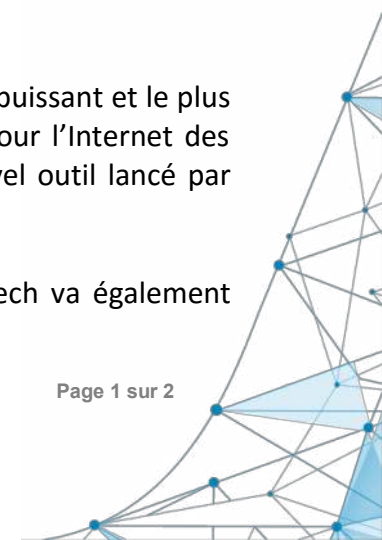 puissant et le plus
our l’Internet des
vel outil lancé par
ech va également
Page 1 sur 2